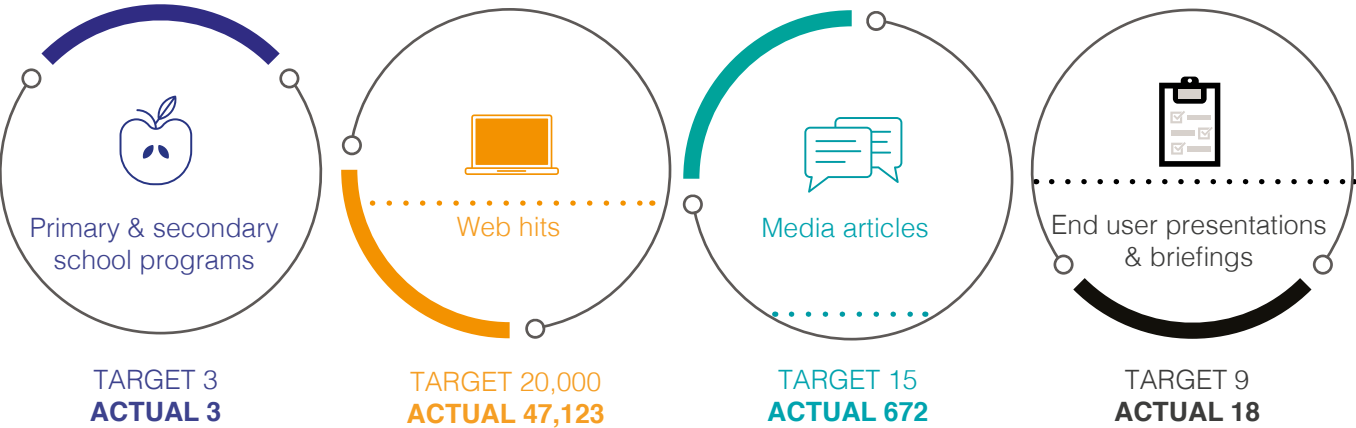 Primary & secondary
school programs
TARGET 3
ACTUAL 3
Web hits
TARGET 20,000
ACTUAL 47,123
Media articles
TARGET 15
ACTUAL 672
End user presentations
& briefings
TARGET 9
ACTUAL 18